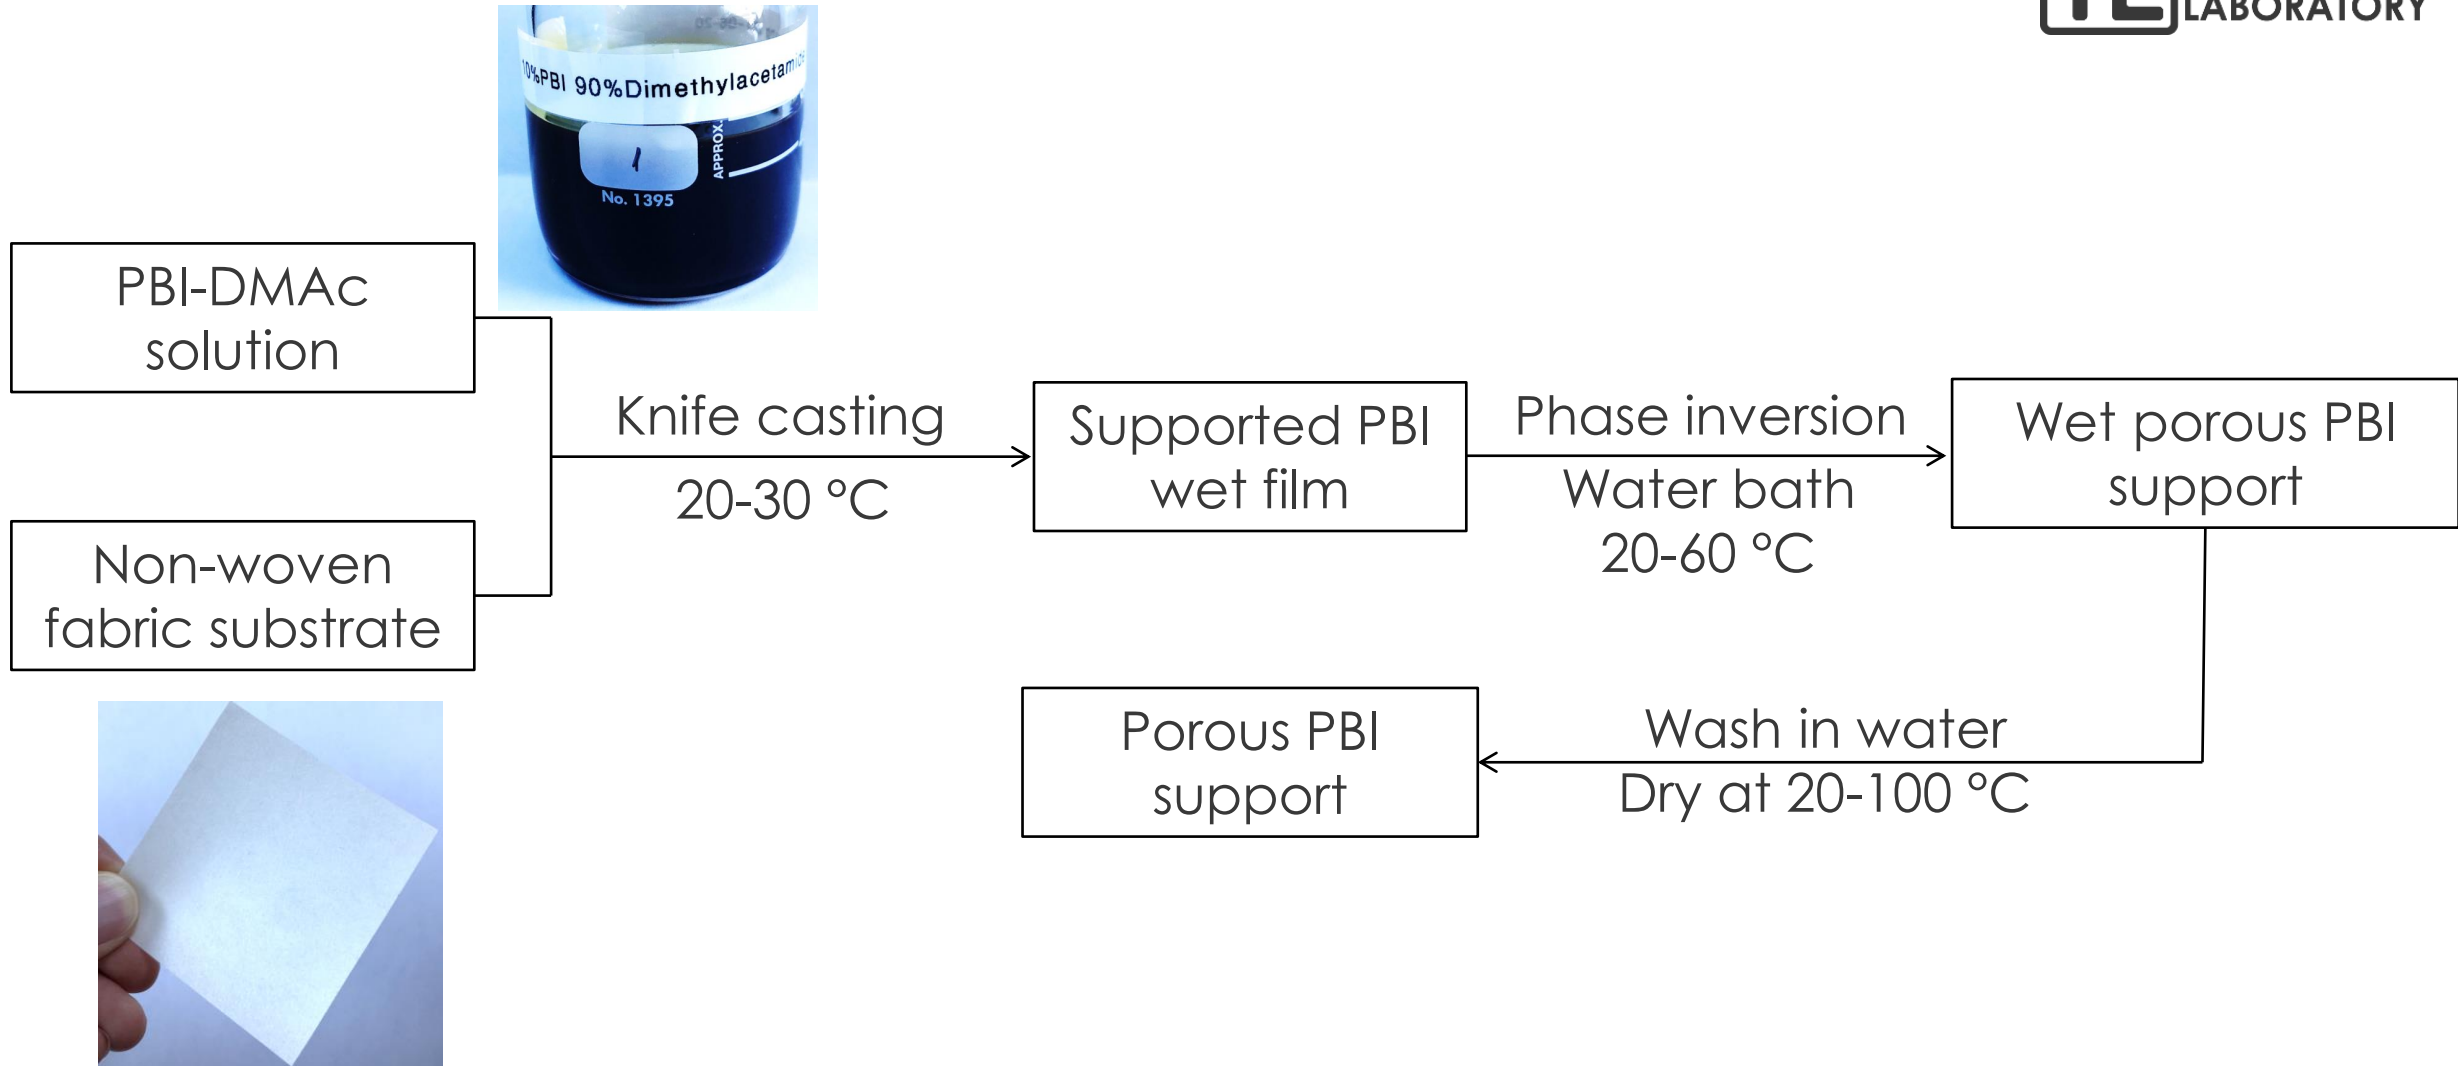 LABORATORY
10%PBI 90%Dimethylacetamide
1
APPROX.
No. 1395
PBI-DMAc
solution
Non-woven
fabric substrate
Knife casting
20-30 °C
Supported PBI
wet film
Phase inversion
Water bath
20-60 °C
Wet porous PBI
support
Wash in water
Dry at 20-100 °C
Porous PBI
support